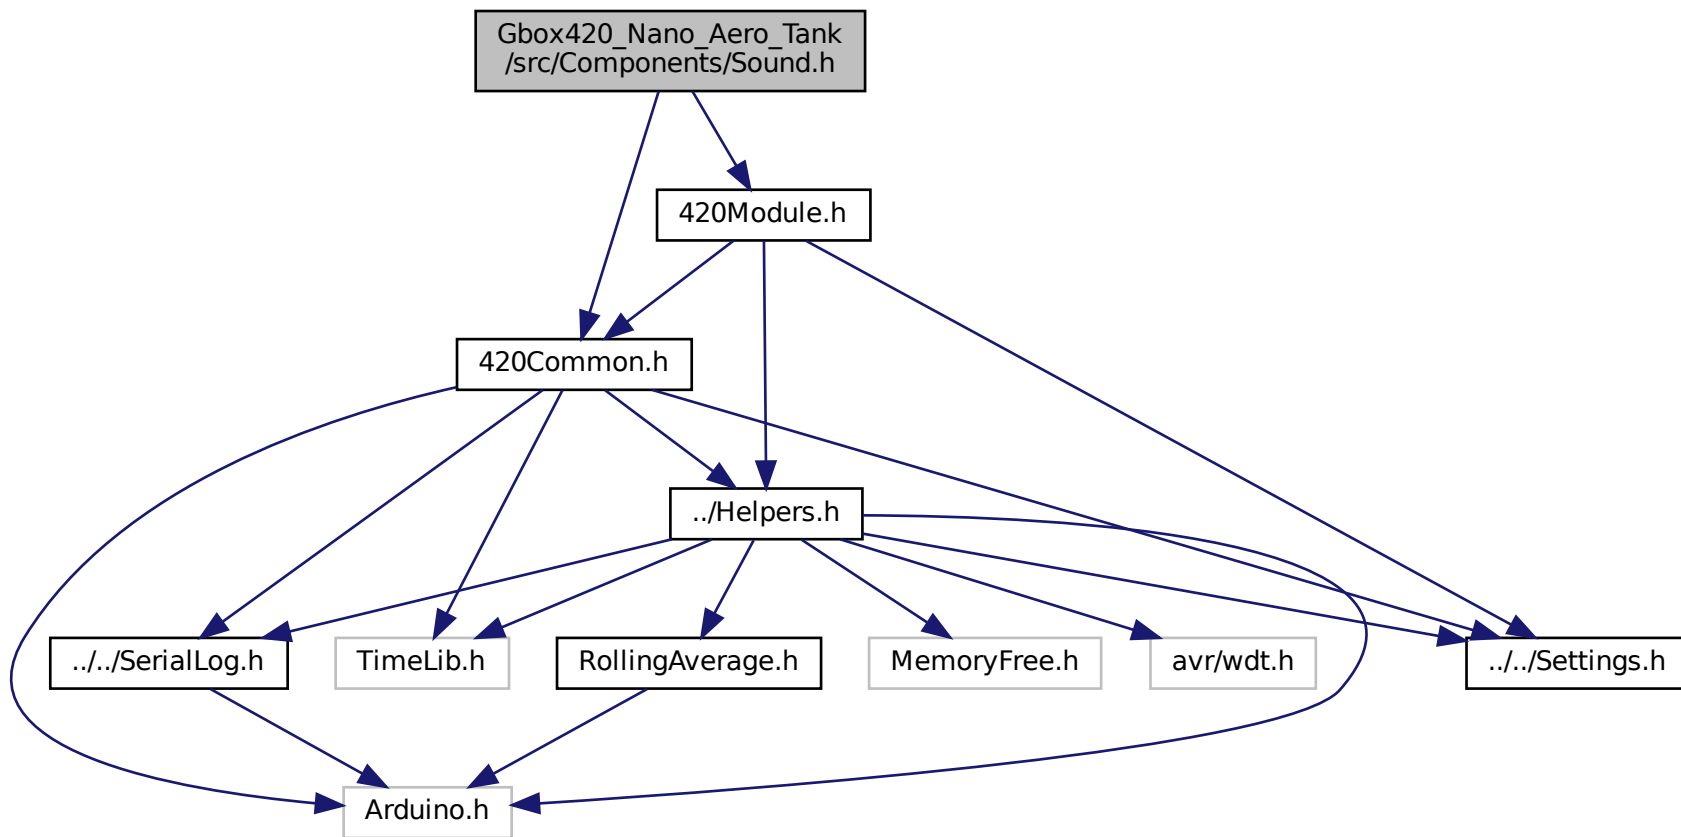 Gbox420_Nano_Aero_Tank
/src/Components/Sound.h
420Module.h
420Common.h
../Helpers.h
../../SerialLog.h
TimeLib.h
RollingAverage.h
MemoryFree.h
avr/wdt.h
../../Settings.h
Arduino.h